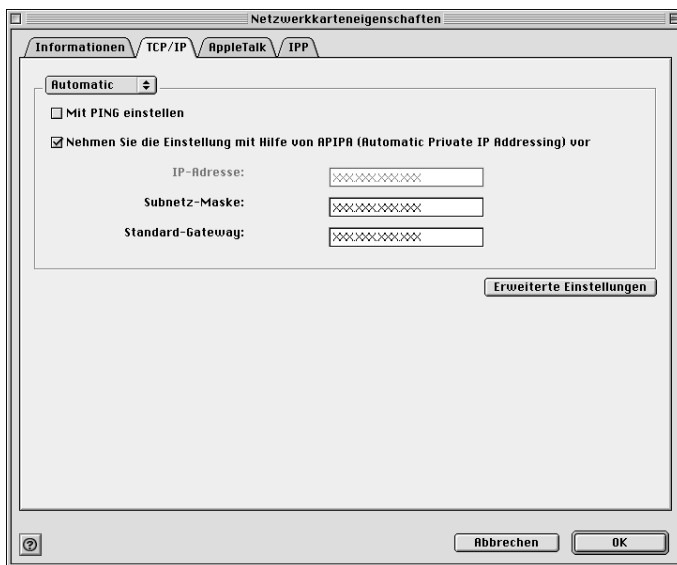 Netzwerkkarteneigenschaften
Informationen TCP/IP AppleTalk IPP
Automatic
Mit PING einstellen
Nehmen Sie die Einstellung mit Hilfe von APIPA (Automatic Private IP Addressing) vor
IP-Adresse: XXX.XXX.XXX.XXX
Subnetz-Maske: XXX.XXX.XXX.XXX
Standard-Gateway: XXX.XXX.XXX.XXX
Erweiterte Einstellungen
? Abbrechen OK